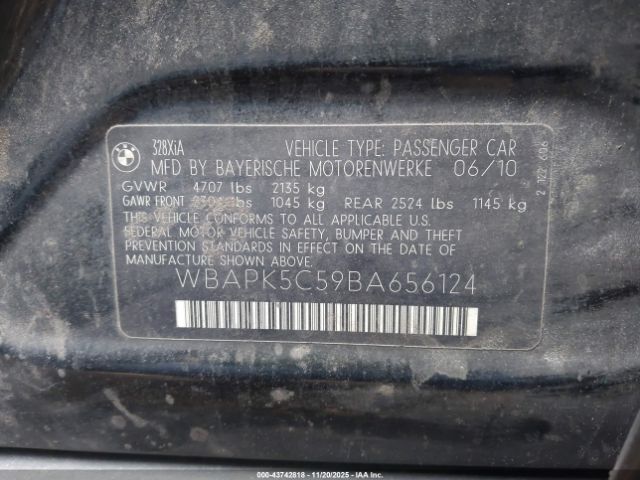 BMW
328XiA VEHICLE TYPE: PASSENGER CAR
MFD BY BAYERISCHE MOTORENWERKE 06/10
GVWR 4707 lbs 2135 kg
GAWR FRONT 2304 lbs 1045 kg REAR 2524 lbs 1145 kg
THIS VEHICLE CONFORMS TO ALL APPLICABLE U.S.
FEDERAL MOTOR VEHICLE SAFETY, BUMPER AND THEFT
PREVENTION STANDARDS IN EFFECT ON THE DATE OF
MANUFACTURE SHOWN ABOVE.
WBAPK5C59BA656124
000-43742818 - 11/20/2025 - IAA Inc.